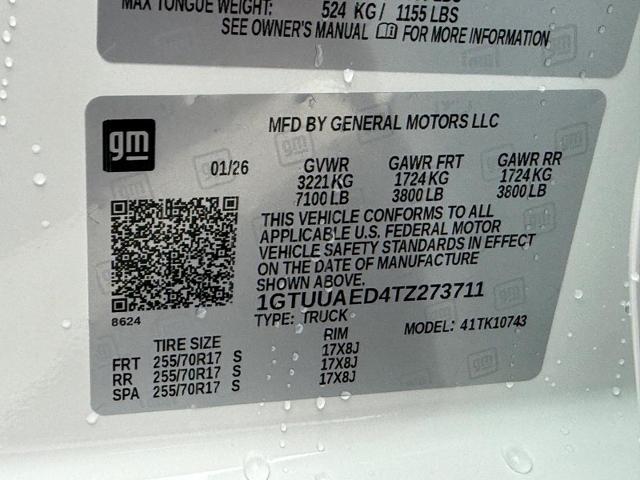 MAX TONGUE WEIGHT:
524 KG / 1155 LBS
SEE OWNER'S MANUAL FOR MORE INFORMATION
gm
MFD BY GENERAL MOTORS LLC
01/26 GVWR GAWR FRT GAWR RR
3221 KG 1724 KG 1724 KG
7100 LB 3800 LB 3800 LB
THIS VEHICLE CONFORMS TO ALL
APPLICABLE U.S. FEDERAL MOTOR
VEHICLE SAFETY STANDARDS IN EFFECT
ON THE DATE OF MANUFACTURE
SHOWN ABOVE.
1GTUUAED4TZ273711
8624
TYPE: TRUCK MODEL: 41TK10743
TIRE SIZE RIM
FRT 255/70R17 S 17X8J
RR 255/70R17 S 17X8J
SPA 255/70R17 S 17X8J